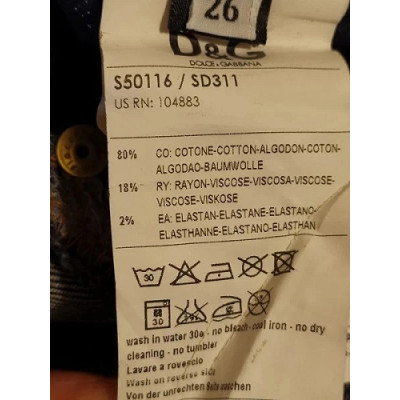 26
D&G
DOLCE & GABBANA
S50116 / SD311
US RN: 104883
80% CO: COTONE-COTTON-ALGODON-COTON-
ALGODAO-BAUMWOLLE
18% RY: RAYON-VISCOSE-VISCOSA-VISCOSE-
VISCOSE-VISKOSE
2% EA: ELASTAN-ELASTANE-ELASTANO-
ELASTHANNE-ELASTANO-ELASTHAN
30
30
wash in water 30° - no bleach - cool iron - no dry
cleaning - no tumbler
Lavare a rovescio
Wash on reverse side
Von der unrechten Seite waschen